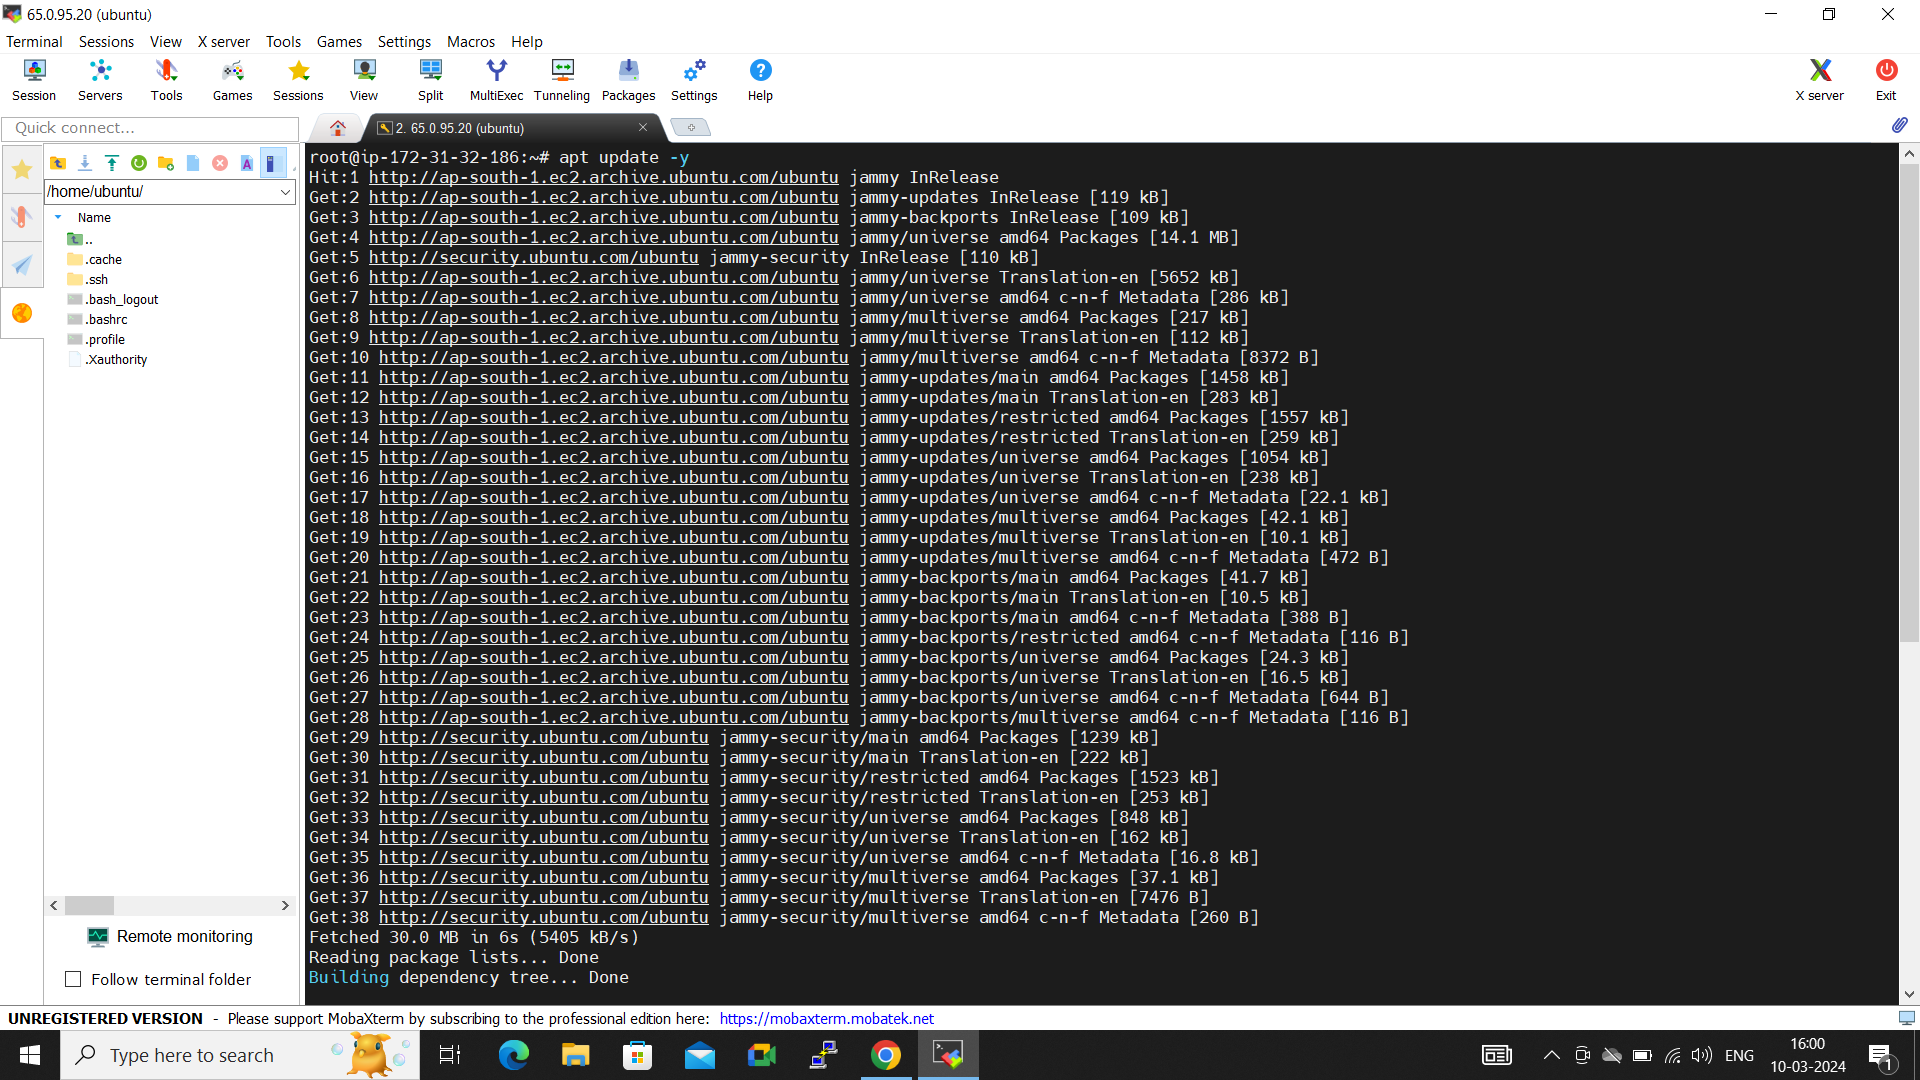 65.0.95.20 (ubuntu)
Terminal Sessions View X server Tools Games Settings Macros Help
Session Servers Tools Games Sessions View Split MultiExec Tunneling Packages Settings Help X server Exit
Quick connect...
2. 65.0.95.20 (ubuntu)
/home/ubuntu/
Name
..
.cache
.ssh
.bash_logout
.bashrc
.profile
.Xauthority
Remote monitoring
Follow terminal folder
root@ip-172-31-32-186:~# apt update -y
Hit:1 http://ap-south-1.ec2.archive.ubuntu.com/ubuntu jammy InRelease
Get:2 http://ap-south-1.ec2.archive.ubuntu.com/ubuntu jammy-updates InRelease [119 kB]
Get:3 http://ap-south-1.ec2.archive.ubuntu.com/ubuntu jammy-backports InRelease [109 kB]
Get:4 http://ap-south-1.ec2.archive.ubuntu.com/ubuntu jammy/universe amd64 Packages [14.1 MB]
Get:5 http://security.ubuntu.com/ubuntu jammy-security InRelease [110 kB]
Get:6 http://ap-south-1.ec2.archive.ubuntu.com/ubuntu jammy/universe Translation-en [5652 kB]
Get:7 http://ap-south-1.ec2.archive.ubuntu.com/ubuntu jammy/universe amd64 c-n-f Metadata [286 kB]
Get:8 http://ap-south-1.ec2.archive.ubuntu.com/ubuntu jammy/multiverse amd64 Packages [217 kB]
Get:9 http://ap-south-1.ec2.archive.ubuntu.com/ubuntu jammy/multiverse Translation-en [112 kB]
Get:10 http://ap-south-1.ec2.archive.ubuntu.com/ubuntu jammy/multiverse amd64 c-n-f Metadata [8372 B]
Get:11 http://ap-south-1.ec2.archive.ubuntu.com/ubuntu jammy-updates/main amd64 Packages [1458 kB]
Get:12 http://ap-south-1.ec2.archive.ubuntu.com/ubuntu jammy-updates/main Translation-en [283 kB]
Get:13 http://ap-south-1.ec2.archive.ubuntu.com/ubuntu jammy-updates/restricted amd64 Packages [1557 kB]
Get:14 http://ap-south-1.ec2.archive.ubuntu.com/ubuntu jammy-updates/restricted Translation-en [259 kB]
Get:15 http://ap-south-1.ec2.archive.ubuntu.com/ubuntu jammy-updates/universe amd64 Packages [1054 kB]
Get:16 http://ap-south-1.ec2.archive.ubuntu.com/ubuntu jammy-updates/universe Translation-en [238 kB]
Get:17 http://ap-south-1.ec2.archive.ubuntu.com/ubuntu jammy-updates/universe amd64 c-n-f Metadata [22.1 kB]
Get:18 http://ap-south-1.ec2.archive.ubuntu.com/ubuntu jammy-updates/multiverse amd64 Packages [42.1 kB]
Get:19 http://ap-south-1.ec2.archive.ubuntu.com/ubuntu jammy-updates/multiverse Translation-en [10.1 kB]
Get:20 http://ap-south-1.ec2.archive.ubuntu.com/ubuntu jammy-updates/multiverse amd64 c-n-f Metadata [472 B]
Get:21 http://ap-south-1.ec2.archive.ubuntu.com/ubuntu jammy-backports/main amd64 Packages [41.7 kB]
Get:22 http://ap-south-1.ec2.archive.ubuntu.com/ubuntu jammy-backports/main Translation-en [10.5 kB]
Get:23 http://ap-south-1.ec2.archive.ubuntu.com/ubuntu jammy-backports/main amd64 c-n-f Metadata [388 B]
Get:24 http://ap-south-1.ec2.archive.ubuntu.com/ubuntu jammy-backports/restricted amd64 c-n-f Metadata [116 B]
Get:25 http://ap-south-1.ec2.archive.ubuntu.com/ubuntu jammy-backports/universe amd64 Packages [24.3 kB]
Get:26 http://ap-south-1.ec2.archive.ubuntu.com/ubuntu jammy-backports/universe Translation-en [16.5 kB]
Get:27 http://ap-south-1.ec2.archive.ubuntu.com/ubuntu jammy-backports/universe amd64 c-n-f Metadata [644 B]
Get:28 http://ap-south-1.ec2.archive.ubuntu.com/ubuntu jammy-backports/multiverse amd64 c-n-f Metadata [116 B]
Get:29 http://security.ubuntu.com/ubuntu jammy-security/main amd64 Packages [1239 kB]
Get:30 http://security.ubuntu.com/ubuntu jammy-security/main Translation-en [222 kB]
Get:31 http://security.ubuntu.com/ubuntu jammy-security/restricted amd64 Packages [1523 kB]
Get:32 http://security.ubuntu.com/ubuntu jammy-security/restricted Translation-en [253 kB]
Get:33 http://security.ubuntu.com/ubuntu jammy-security/universe amd64 Packages [848 kB]
Get:34 http://security.ubuntu.com/ubuntu jammy-security/universe Translation-en [162 kB]
Get:35 http://security.ubuntu.com/ubuntu jammy-security/universe amd64 c-n-f Metadata [16.8 kB]
Get:36 http://security.ubuntu.com/ubuntu jammy-security/multiverse amd64 Packages [37.1 kB]
Get:37 http://security.ubuntu.com/ubuntu jammy-security/multiverse Translation-en [7476 B]
Get:38 http://security.ubuntu.com/ubuntu jammy-security/multiverse amd64 c-n-f Metadata [260 B]
Fetched 30.0 MB in 6s (5405 kB/s)
Reading package lists... Done
Building dependency tree... Done
UNREGISTERED VERSION - Please support MobaXterm by subscribing to the professional edition here: https://mobaxterm.mobatek.net
Type here to search
ENG
16:00
10-03-2024
1